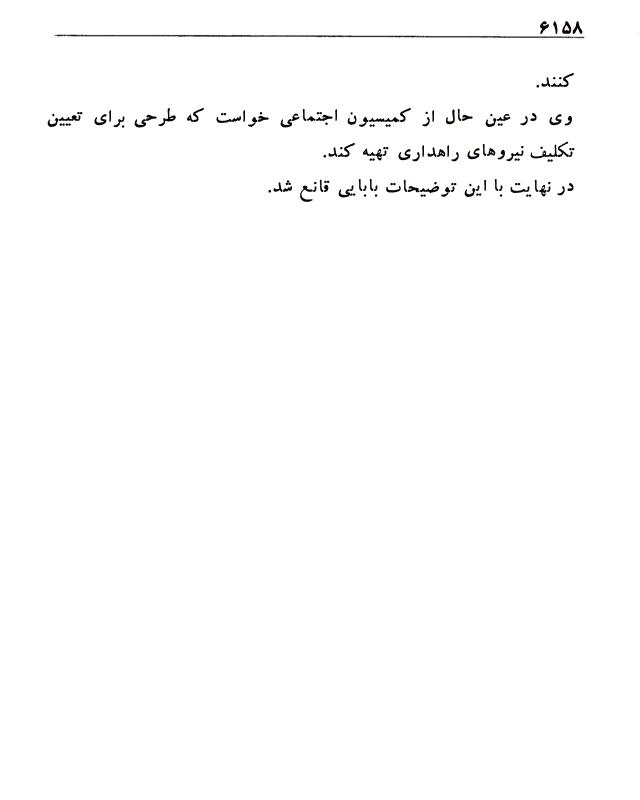 ۶۱۵۸
کنند.
وی در عین حال از کمیسیون اجتماعی خواست که طرحی برای تعیین
تکلیف نیروهای راهداری تهیه کند.
در نهایت با این توضیحات بابایی قانع شد.